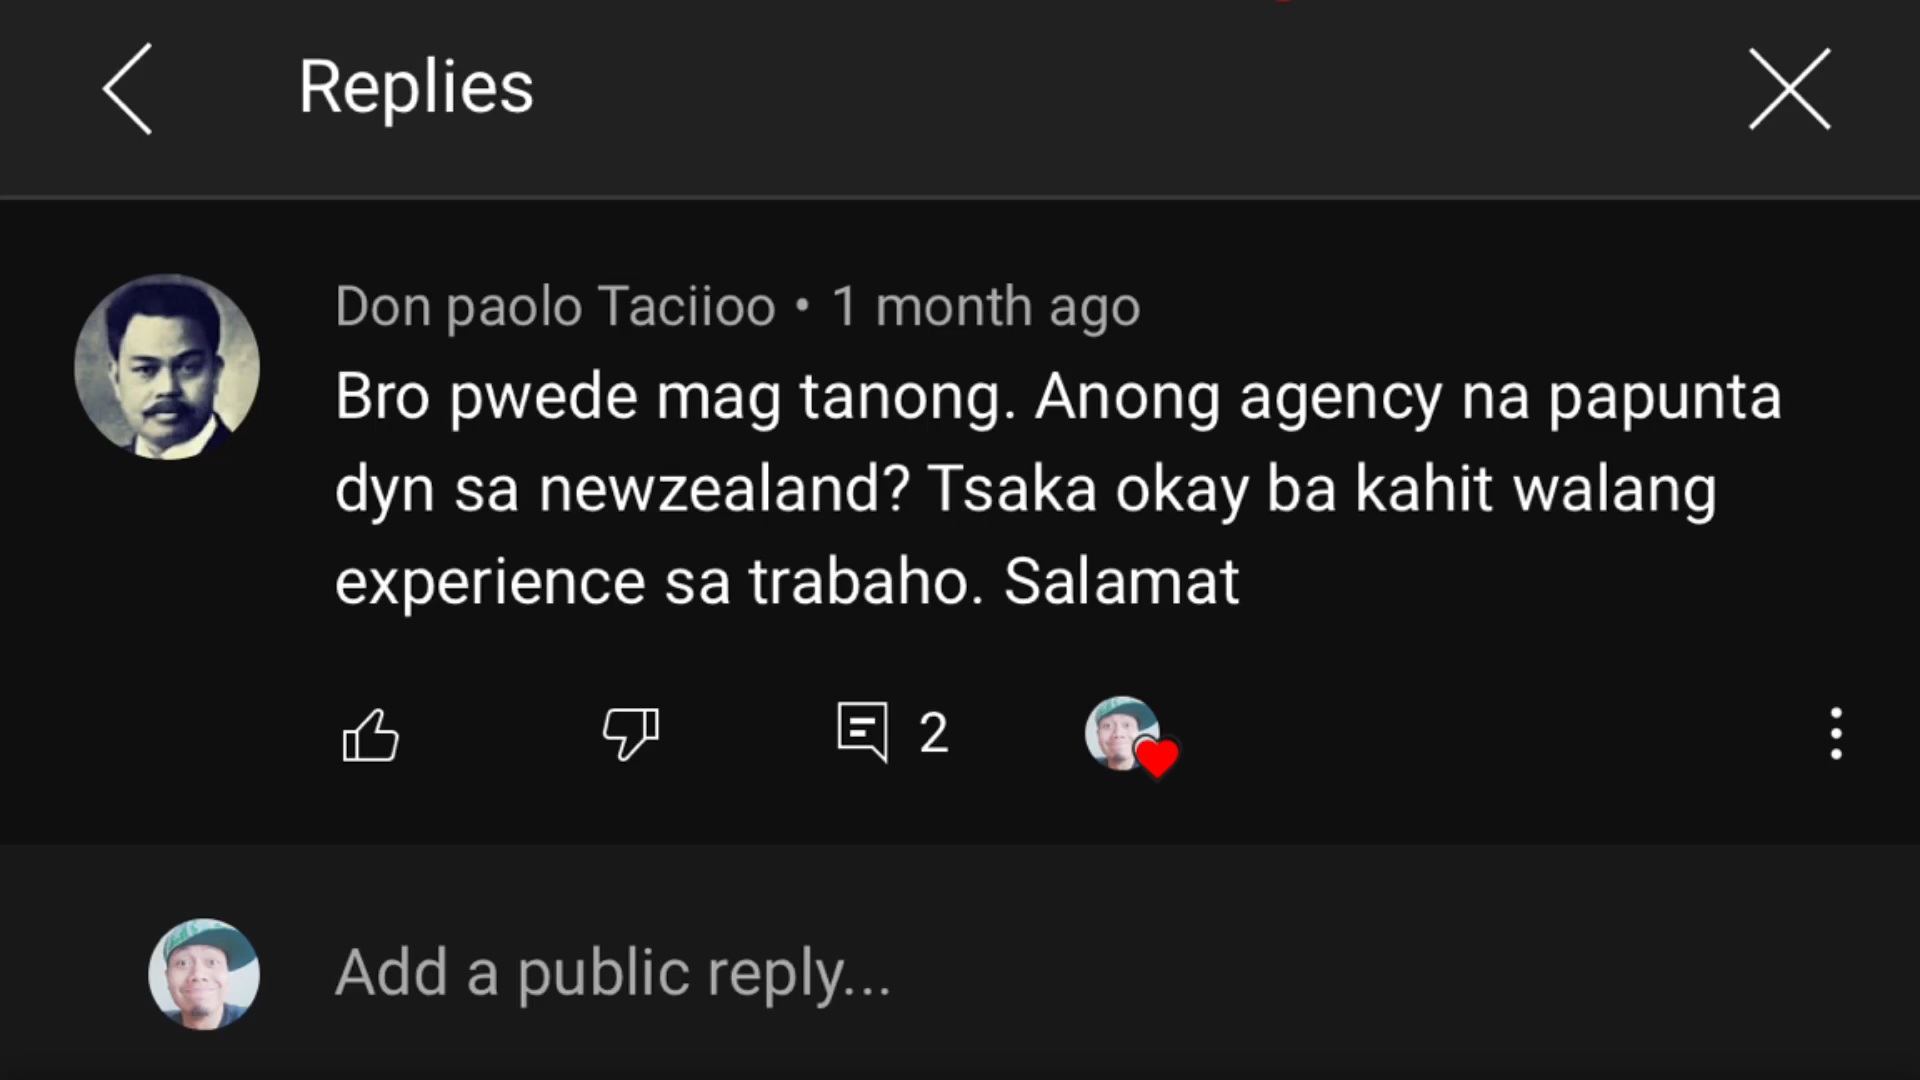 Replies
Don paolo Taciioo • 1 month ago
Bro pwede mag tanong. Anong agency na papunta
dyn sa newzealand? Tsaka okay ba kahit walang
experience sa trabaho. Salamat
2
Add a public reply...